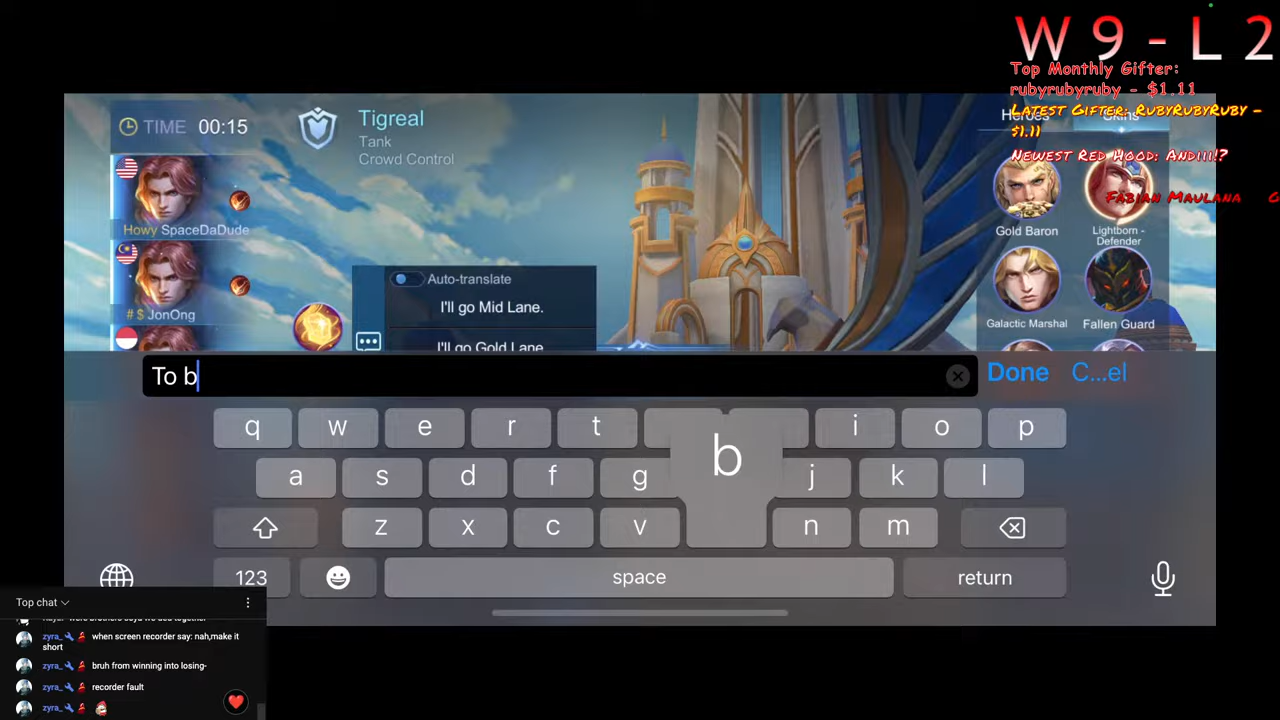 W 9 - L 2
Top Monthly Gifter:
rubyrubyruby - $1.11
Latest Gifter: RubyRubyRuby -
$1.11
Newest Red Hood: Andiii!?
Fabian Maulana
TIME 00:15
Tigreal
Tank
Crowd Control
Heroes
Skins
Howy SpaceDaDude
# $ JonOng
Auto-translate
I'll go Mid Lane.
I'll go Gold Lane
Gold Baron
Lightborn -
Defender
Galactic Marshal
Fallen Guard
To b
Done
C...el
q w e r t i o p
a s d f g b j k l
z x c v n m
123
space
return
Top chat
zyra_ when screen recorder say: nah,make it
short
zyra_ bruh from winning into losing-
zyra_ recorder fault
zyra_